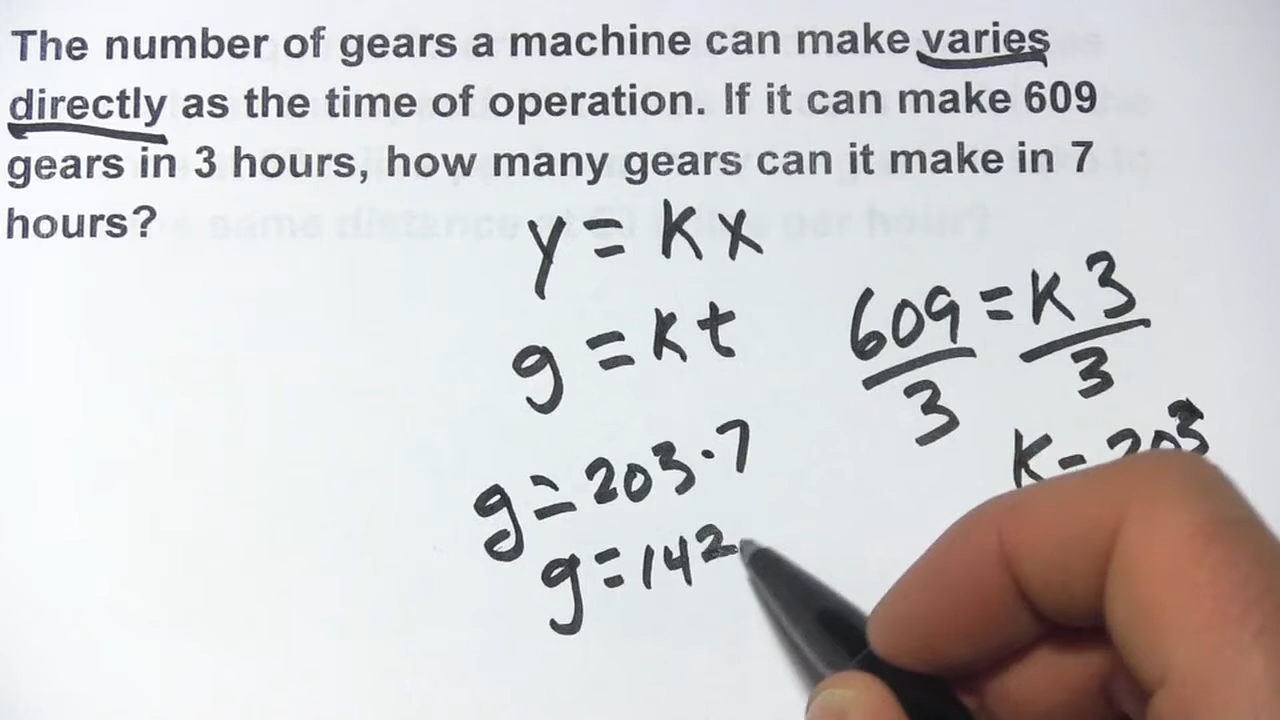 The number of gears a machine can make varies
directly as the time of operation. If it can make 609
gears in 3 hours, how many gears can it make in 7
hours?
y = kx
g = kt
609 = k3
3 3
k = 203
g = 203·7
g = 142